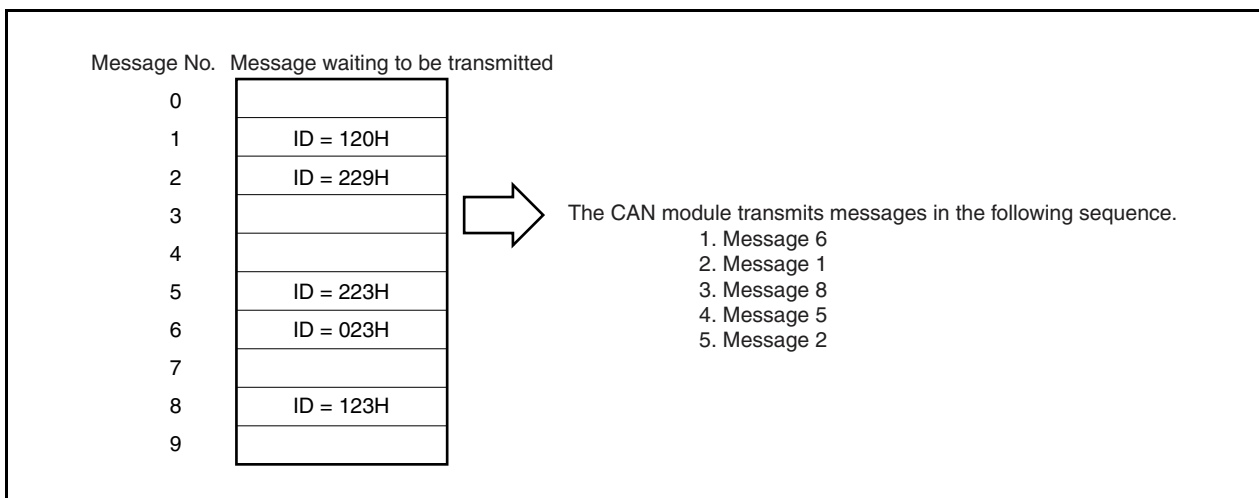 Message No. Message waiting to be transmitted
0
1 ID = 120H
2 ID = 229H
3
4
5 ID = 223H
6 ID = 023H
7
8 ID = 123H
9
The CAN module transmits messages in the following sequence.
1. Message 6
2. Message 1
3. Message 8
4. Message 5
5. Message 2